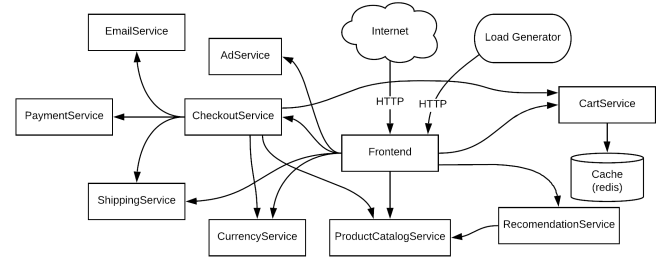 EmailService
Internet
Load Generator
AdService
HTTP
HTTP
PaymentService
CheckoutService
CartService
Frontend
Cache
(redis)
ShippingService
CurrencyService
ProductCatalogService
RecomendationService